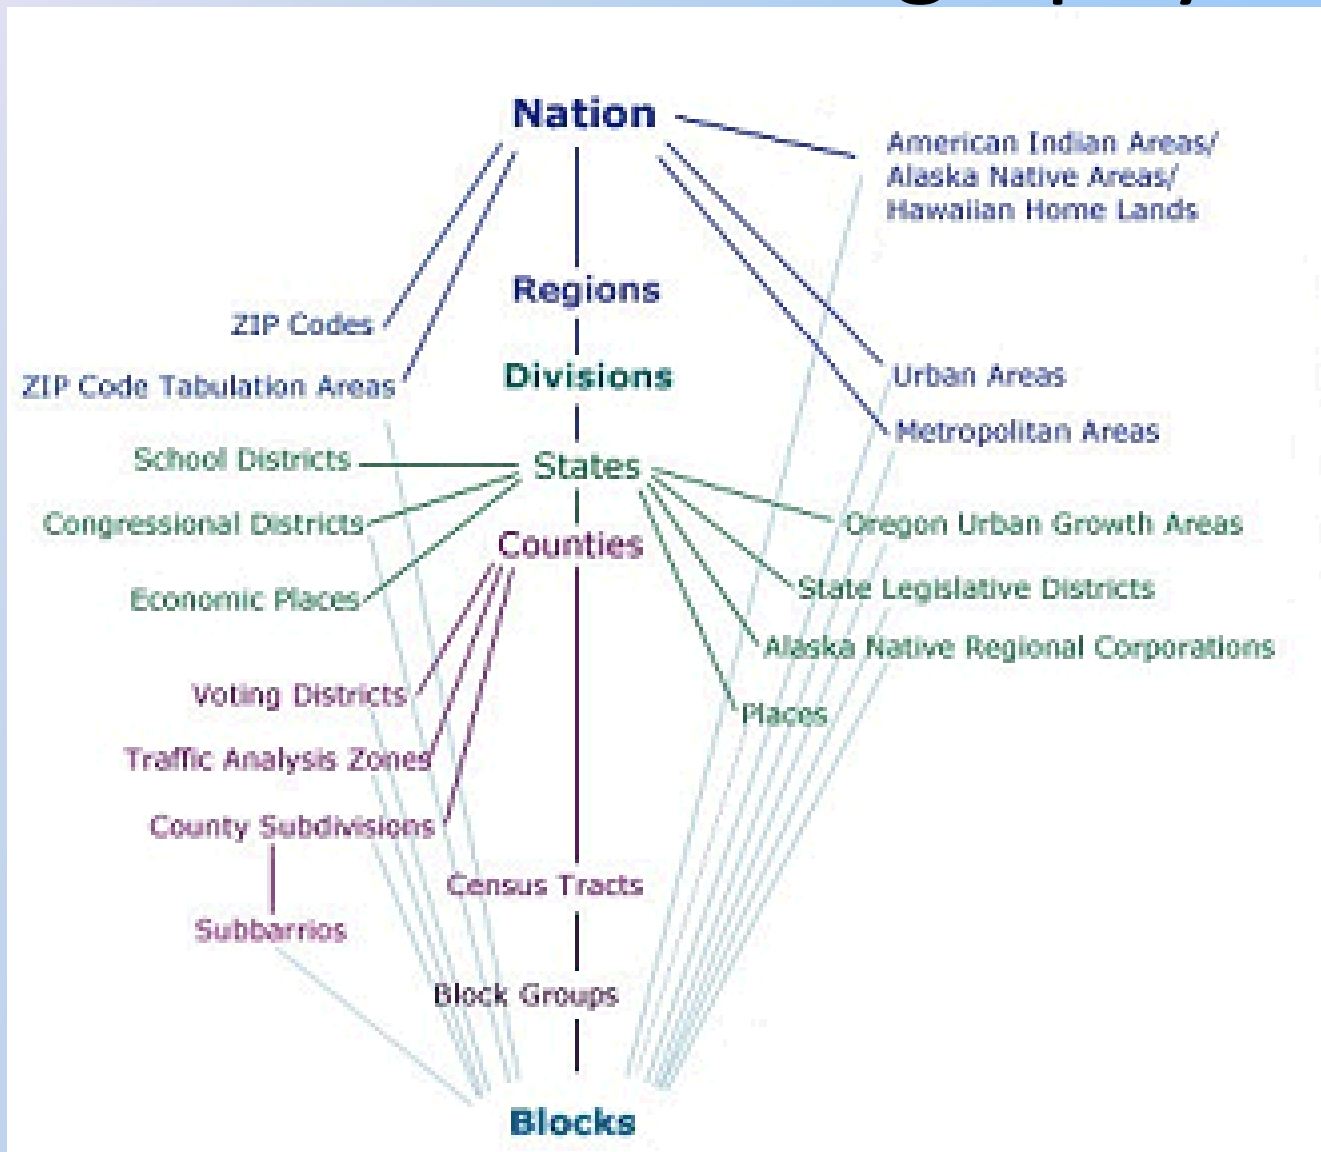 Nation
American Indian Areas/
Alaska Native Areas/
Hawaiian Home Lands
Regions
ZIP Codes
Divisions
ZIP Code Tabulation Areas
Urban Areas
Metropolitan Areas
School Districts
States
Congressional Districts
Oregon Urban Growth Areas
Counties
State Legislative Districts
Economic Places
Alaska Native Regional Corporations
Voting Districts
Places
Traffic Analysis Zones
County Subdivisions
Census Tracts
Subbarrios
Block Groups
Blocks